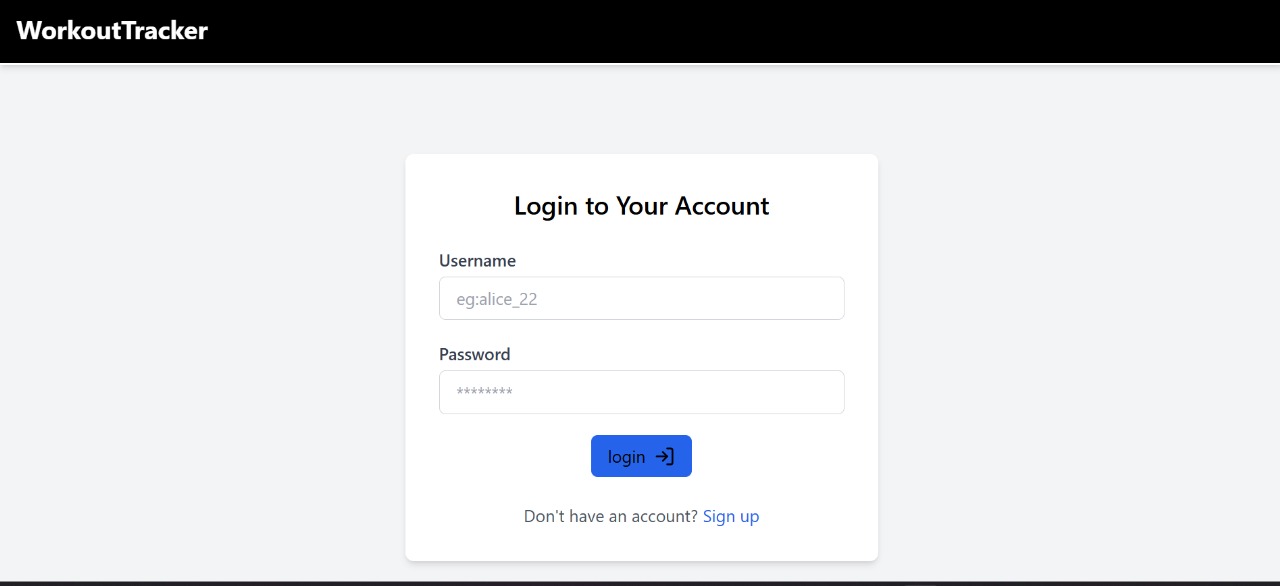 WorkoutTracker
Login to Your Account
Username
eg:alice_22
Password
********
login
Don't have an account? Sign up